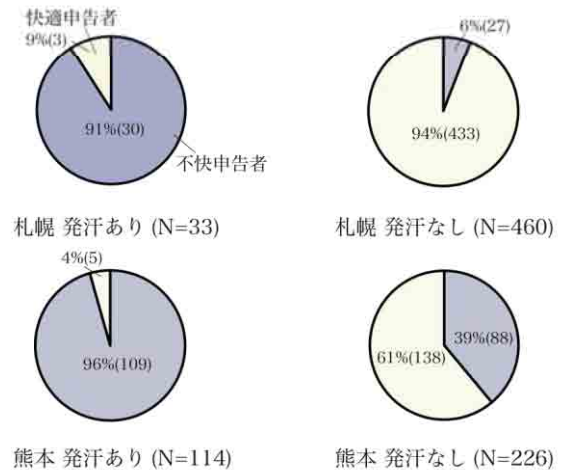 快適申告者
9%(3)
91%(30)
不快申告者
札幌 発汗あり (N=33)
6%(27)
94%(433)
札幌 発汗なし (N=460)
4%(5)
96%(109)
熊本 発汗あり (N=114)
39%(88)
61%(138)
熊本 発汗なし (N=226)